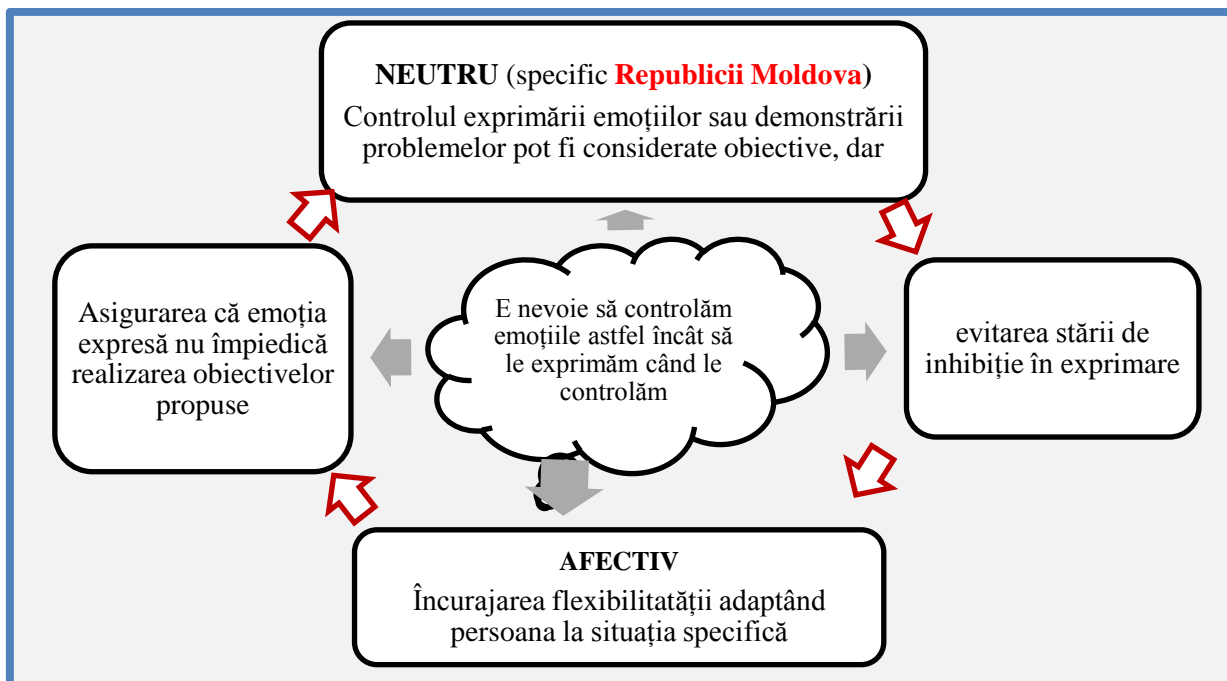 NEUTRU (specific Republicii Moldova)
Controlul exprimării emoțiilor sau demonstrării
problemelor pot fi considerate obiective, dar
Asigurarea că emoția
expresă nu împiedică
realizarea obiectivelor
propuse
E nevoie să controlăm
emoțiile astfel încât să
le exprimăm când le
controlăm
evitarea stării de
inhibiție în exprimare
AFECTIV
Încurajarea flexibilitatății adaptând
persoana la situația specifică